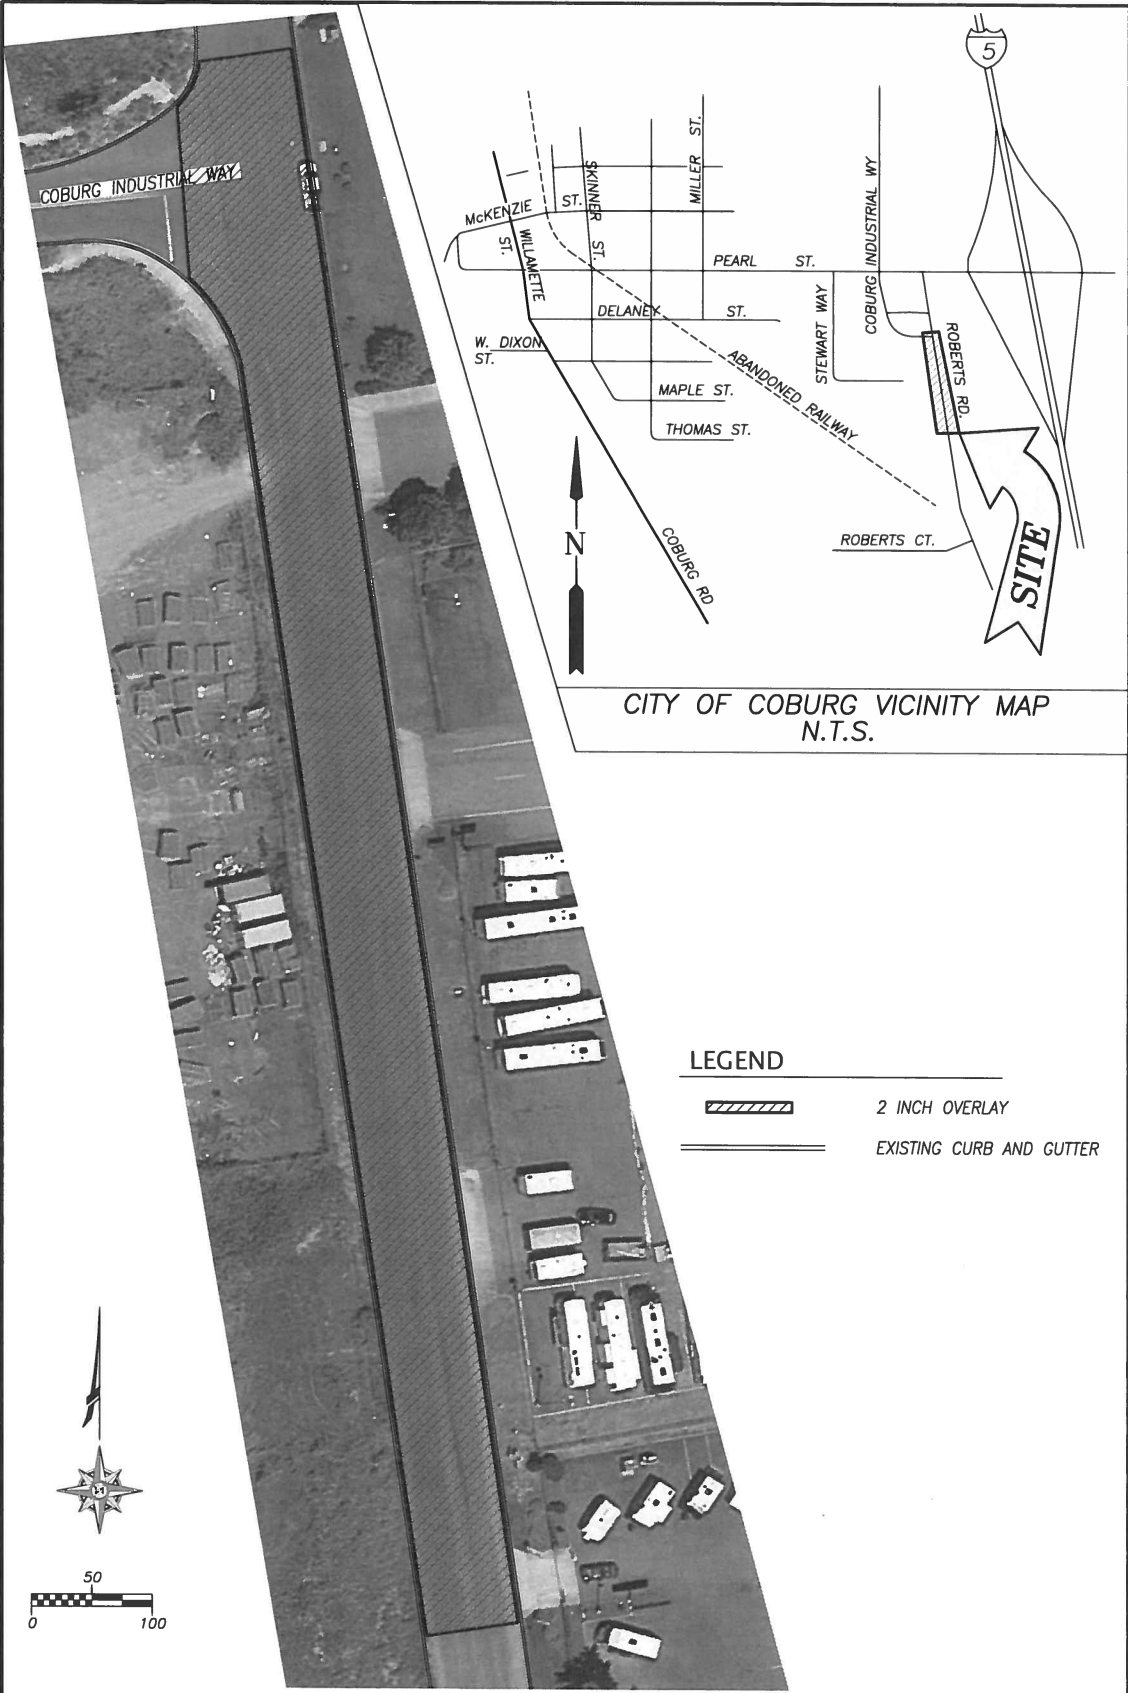 5
COBURG INDUSTRIAL WAY
McKENZIE ST.
SKINNER ST.
MILLER ST.
WILLAMETTE ST.
PEARL ST.
COBURG INDUSTRIAL WY
DELANEY ST.
STEWART WAY
ROBERTS RD.
W. DIXON
ST.
ABANDONED RAILWAY
MAPLE ST.
THOMAS ST.
N
COBURG RD
ROBERTS CT.
SITE
CITY OF COBURG VICINITY MAP
N.T.S.
LEGEND
2 INCH OVERLAY
EXISTING CURB AND GUTTER
50
0 100